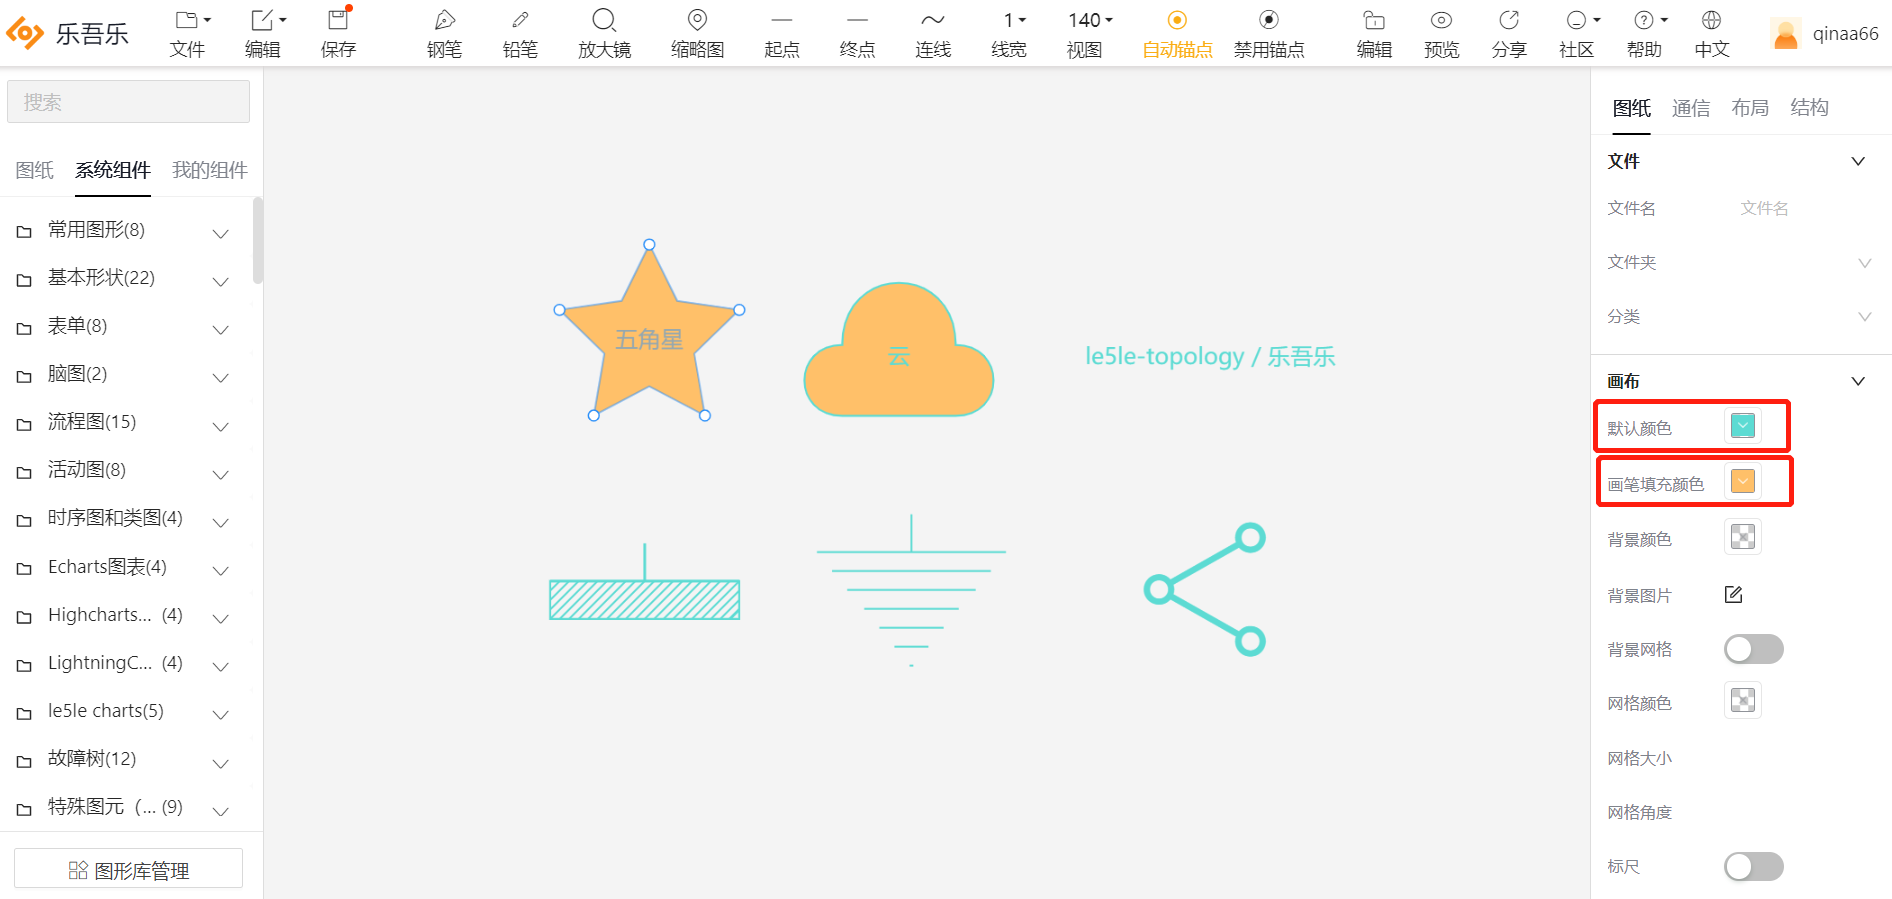 乐吾乐
文件
编辑
保存
钢笔
铅笔
放大镜
缩略图
起点
终点
连线
1
线宽
140
视图
自动锚点
禁用锚点
编辑
预览
分享
社区
帮助
中文
qinaa66
搜索
图纸 系统组件 我的组件
常用图形(8)
基本形状(22)
表单(8)
脑图(2)
流程图(15)
活动图(8)
时序图和类图(4)
Echarts图表(4)
Highcharts... (4)
LightningC... (4)
le5le charts(5)
故障树(12)
特殊图元（... (9)
图形库管理
五角星
云
le5le-topology / 乐吾乐
图纸 通信 布局 结构
文件
文件名 文件名
文件夹
分类
画布
默认颜色
画笔填充颜色
背景颜色
背景图片
背景网格
网格颜色
网格大小
网格角度
标尺